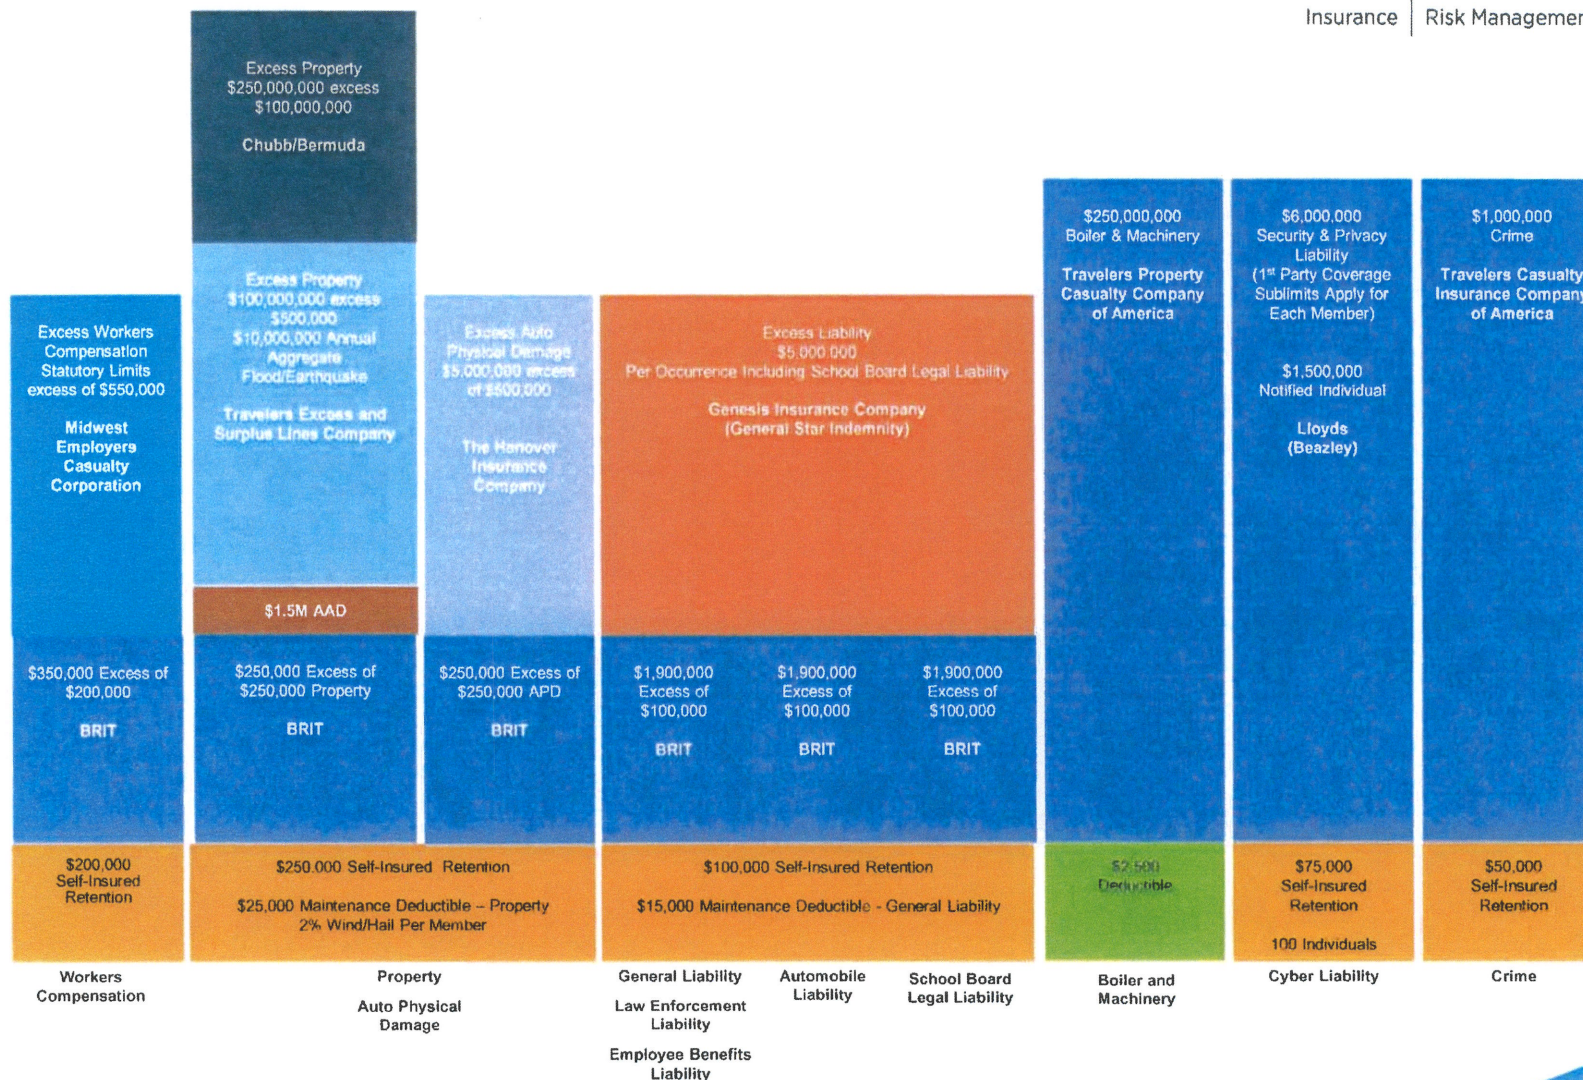 Insurance | Risk Management
Excess Property
$250,000,000 excess
$100,000,000
Chubb/Bermuda
Excess Property
$100,000,000 excess
$500,000
$10,000,000 Annual
Aggregate
Flood/Earthquake
Travelers Excess and
Surplus Lines Company
$1.5M AAD
Excess Workers
Compensation
Statutory Limits
excess of $550,000
Midwest
Employers
Casualty
Corporation
Excess Auto
Physical Damage
$5,000,000 excess
of $500,000
The Hanover
Insurance
Company
Excess Liability
$5.000.000
Per Occurrence Including School Board Legal Liability
Genesis Insurance Company
(General Star Indemnity)
$250,000,000
Boiler & Machinery
Travelers Property
Casualty Company
of America
$6,000,000
Security & Privacy
Liability
(1st Party Coverage
Sublimits Apply for
Each Member)
$1,500,000
Notified Individual
Lloyds
(Beazley)
$1,000,000
Crime
Travelers Casualty
Insurance Company
of America
$350,000 Excess of
$200,000
BRIT
$250,000 Excess of
$250,000 Property
BRIT
$250,000 Excess of
$250,000 APD
BRIT
$1,900,000
Excess of
$100,000
BRIT
$1,900,000
Excess of
$100,000
BRIT
$1,900,000
Excess of
$100,000
BRIT
$200,000
Self-Insured
Retention
$250.000 Self-Insured Retention
$25,000 Maintenance Deductible – Property
2% Wind/Hail Per Member
$100,000 Self-Insured Retention
$15,000 Maintenance Deductible - General Liability
$2,500
Deductible
$75,000
Self-Insured
Retention
100 Individuals
$50,000
Self-Insured
Retention
Workers
Compensation
Property
Auto Physical
Damage
General Liability
Law Enforcement
Liability
Employee Benefits
Liability
Automobile
Liability
School Board
Legal Liability
Boiler and
Machinery
Cyber Liability
Crime